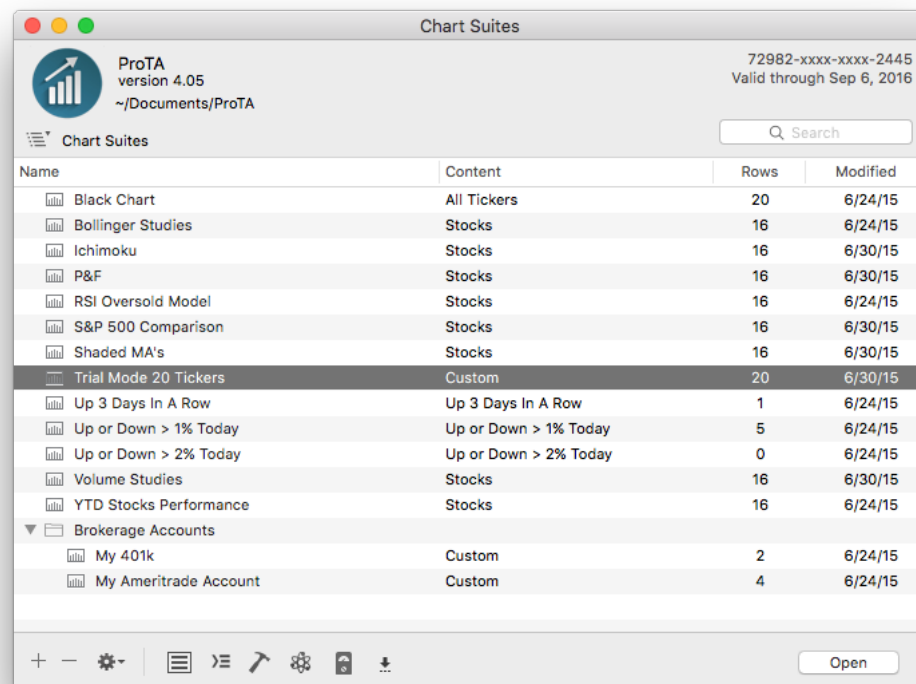 Chart Suites
ProTA
version 4.05
~/Documents/ProTA
72982-xxxx-xxxx-2445
Valid through Sep 6, 2016
Chart Suites
Search
Name Content Rows Modified
Black Chart All Tickers 20 6/24/15
Bollinger Studies Stocks 16 6/24/15
Ichimoku Stocks 16 6/30/15
P&F Stocks 16 6/30/15
RSI Oversold Model Stocks 16 6/24/15
S&P 500 Comparison Stocks 16 6/30/15
Shaded MA's Stocks 16 6/30/15
Trial Mode 20 Tickers Custom 20 6/30/15
Up 3 Days In A Row Up 3 Days In A Row 1 6/24/15
Up or Down > 1% Today Up or Down > 1% Today 5 6/24/15
Up or Down > 2% Today Up or Down > 2% Today 0 6/24/15
Volume Studies Stocks 16 6/30/15
YTD Stocks Performance Stocks 16 6/24/15
Brokerage Accounts
My 401k Custom 2 6/24/15
My Ameritrade Account Custom 4 6/24/15
Open